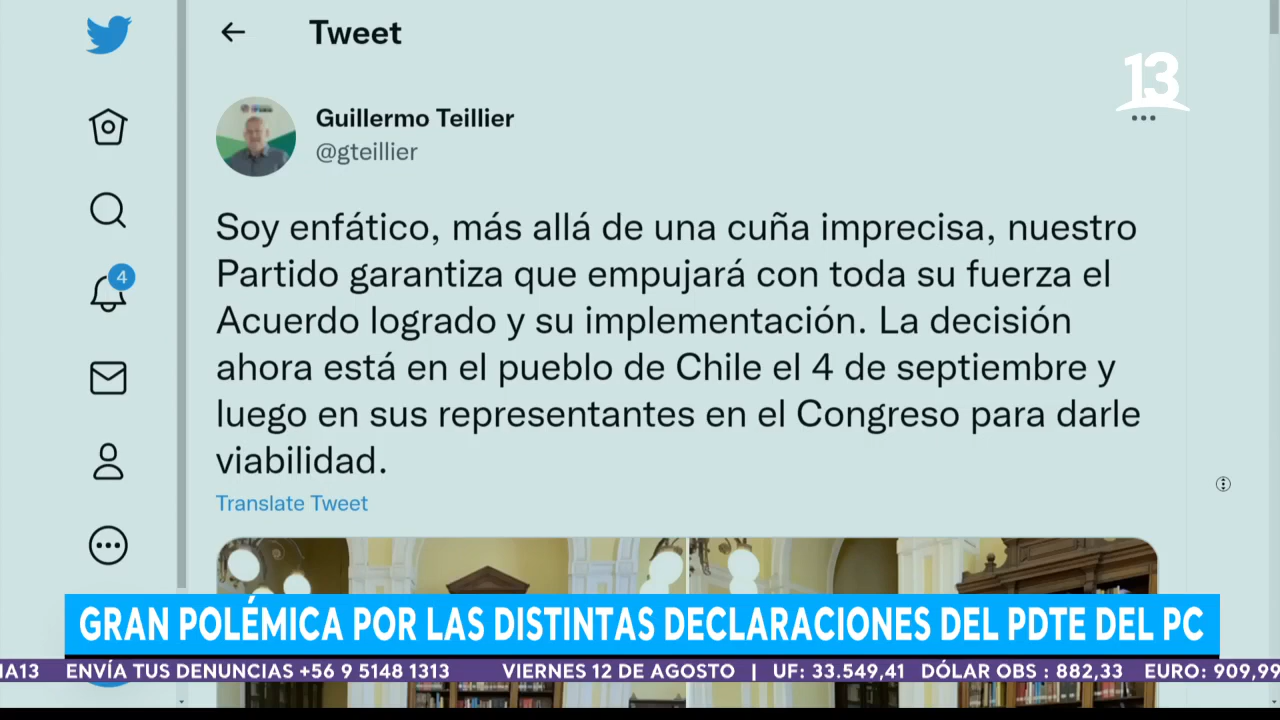 Tweet
13
Guillermo Teillier
@gteillier
Soy enfático, más allá de una cuña imprecisa, nuestro
Partido garantiza que empujará con toda su fuerza el
Acuerdo logrado y su implementación. La decisión
ahora está en el pueblo de Chile el 4 de septiembre y
luego en sus representantes en el Congreso para darle
viabilidad.
Translate Tweet
4
GRAN POLÉMICA POR LAS DISTINTAS DECLARACIONES DEL PDTE DEL PC
IA13 ENVÍA TUS DENUNCIAS +56 9 5148 1313 VIERNES 12 DE AGOSTO | UF: 33.549,41 DÓLAR OBS : 882,33 EURO: 909,99